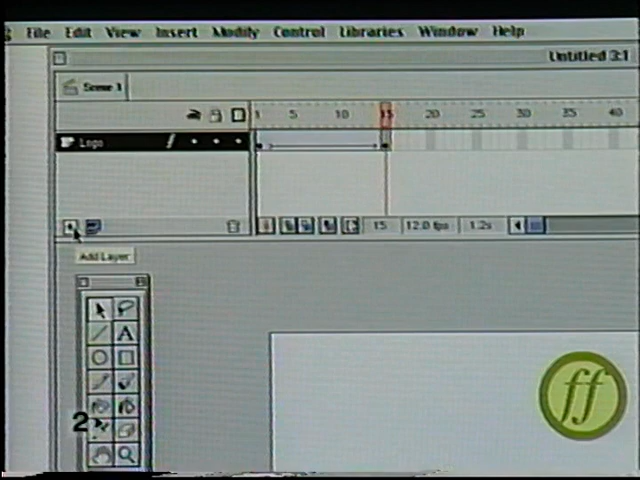 File Edit View Insert Modify Control Libraries Window Help
Untitled 3:1
Scene 1
1 5 10 15 20 25 30 35 40
Logo
15 12.0 fps 1.2s
Add Layer
A
2
ff